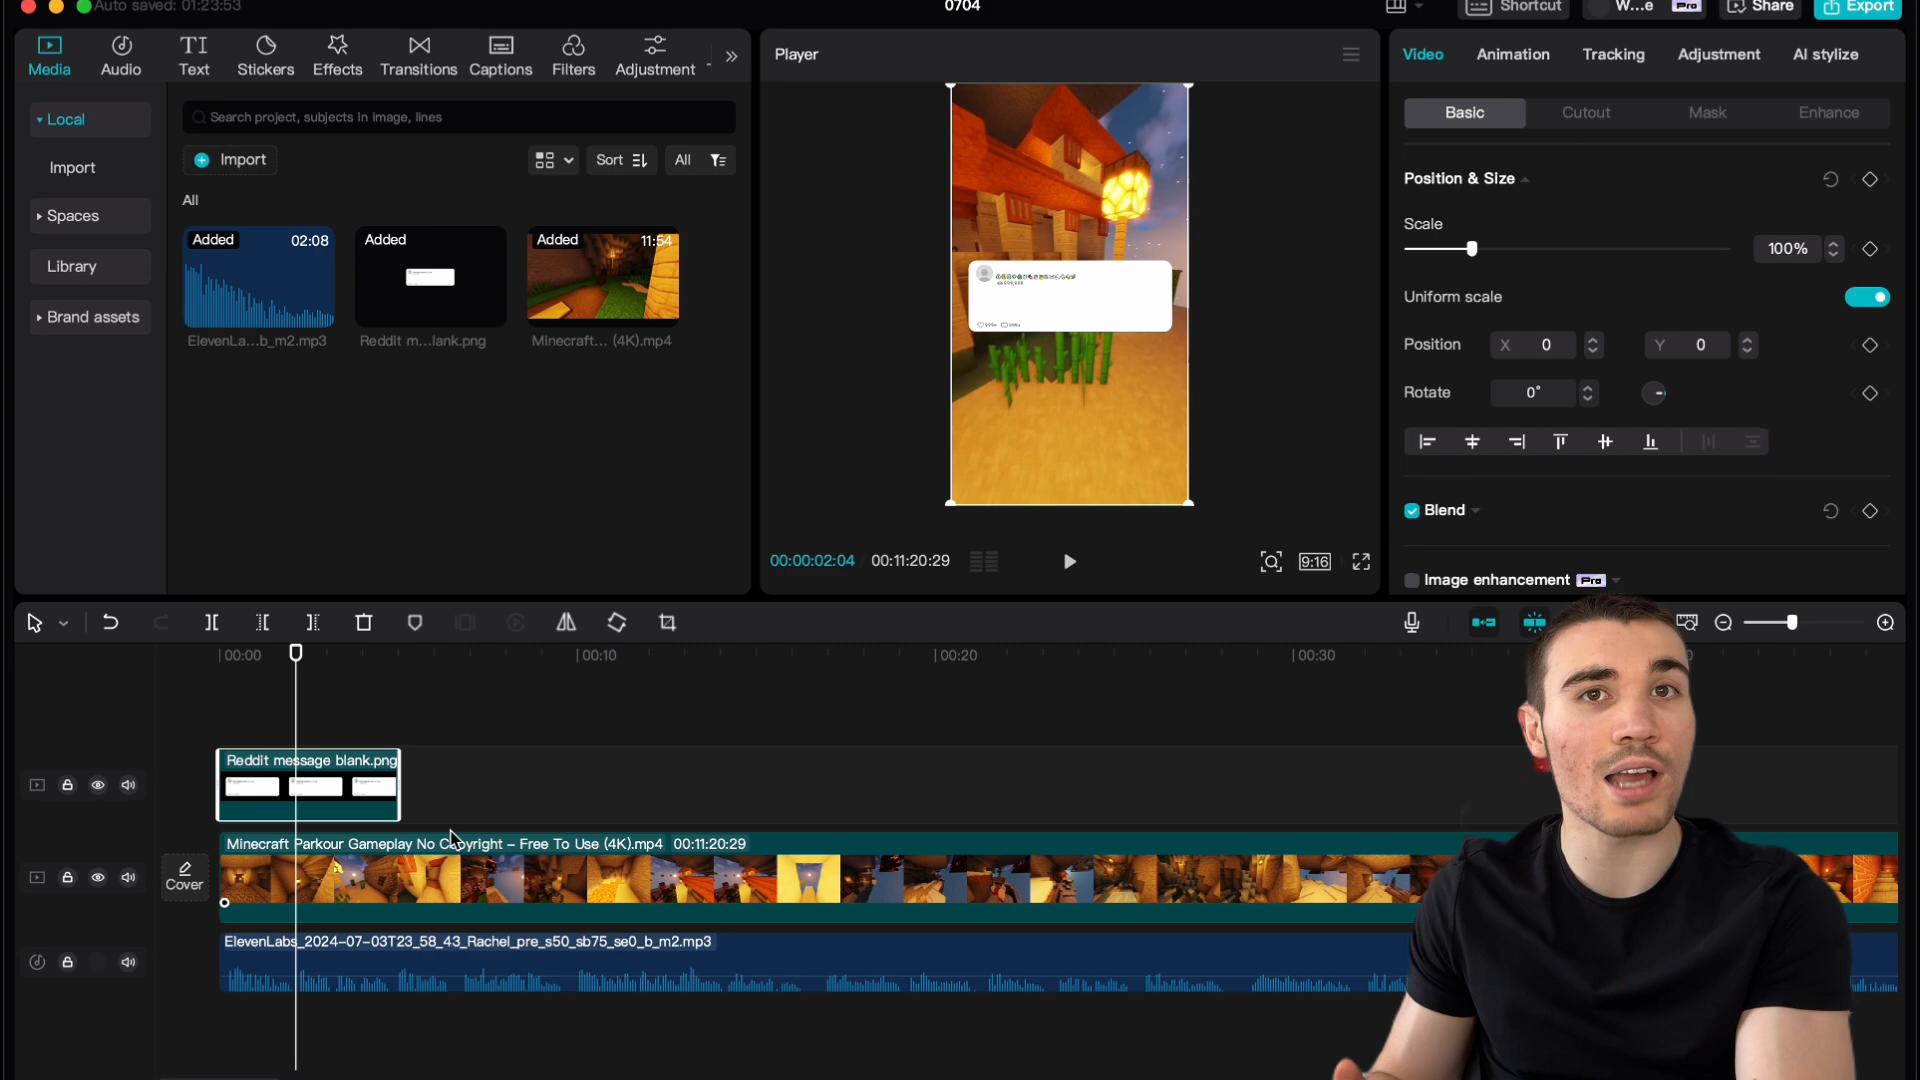 Auto saved: 01:23:53
0704
Shortcut
W...e
Pro
Share
Export
Media
Audio
TI
Text
Stickers
Effects
Transitions
Captions
Filters
Adjustment
Player
Video
Animation
Tracking
Adjustment
AI stylize
Local
Import
Spaces
Library
Brand assets
Search project, subjects in image, lines
Import
Sort
All
All
Added 02:08
Added
Added 11:54
ElevenLa...b_m2.mp3
Reddit m...lank.png
Minecraft... (4K).mp4
00:00:02:04
00:11:20:29
9:16
Basic
Cutout
Mask
Enhance
Position & Size
Scale
100%
Uniform scale
Position
X 0
Y 0
Rotate
0°
Blend
Image enhancement Pro
00:00
00:10
00:20
00:30
Reddit message blank.png
Minecraft Parkour Gameplay No Copyright – Free To Use (4K).mp4 00:11:20:29
Cover
ElevenLabs_2024-07-03T23_58_43_Rachel_pre_s50_sb75_se0_b_m2.mp3